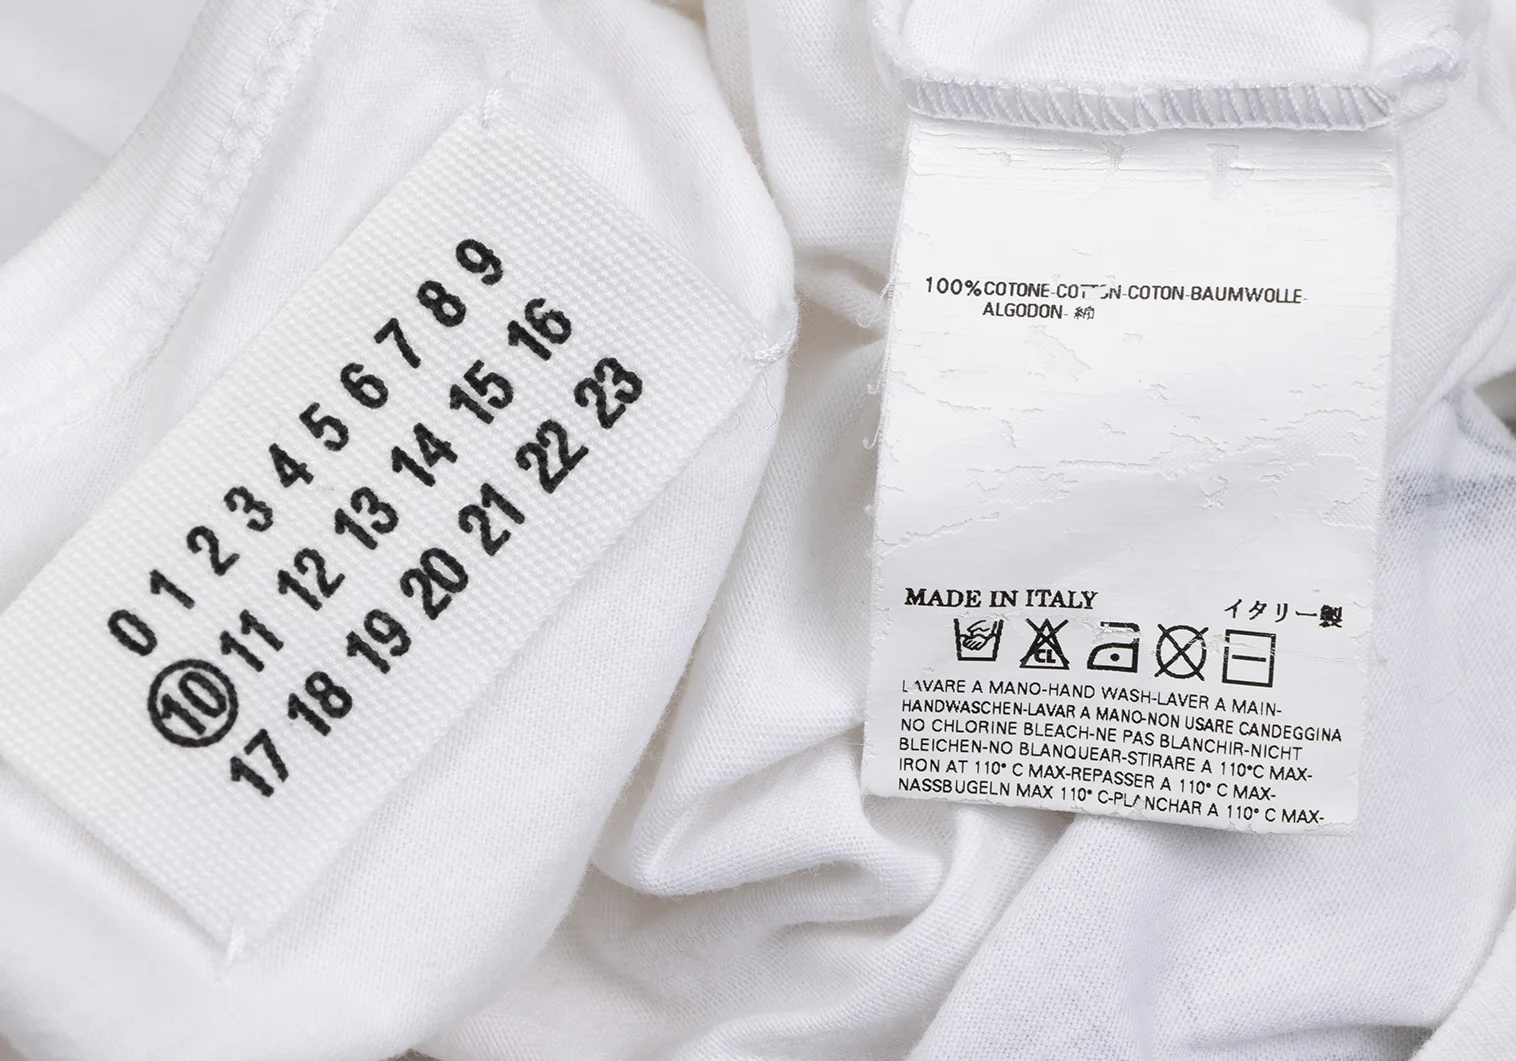 0 1 2 3 4 5 6 7 8 9
10 11 12 13 14 15 16
17 18 19 20 21 22 23
100% COTONE-COTTON-COTON-BAUMWOLLE-
ALGODON- 綿
MADE IN ITALY イタリー製
CL
LAVARE A MANO-HAND WASH-LAVER A MAIN-
HANDWASCHEN-LAVAR A MANO-NON USARE CANDEGGINA
NO CHLORINE BLEACH-NE PAS BLANCHIR-NICHT
BLEICHEN-NO BLANQUEAR-STIRARE A 110°C MAX-
IRON AT 110° C MAX-REPASSER A 110° C MAX-
NASSBUGELN MAX 110° C-PLANCHAR A 110° C MAX-